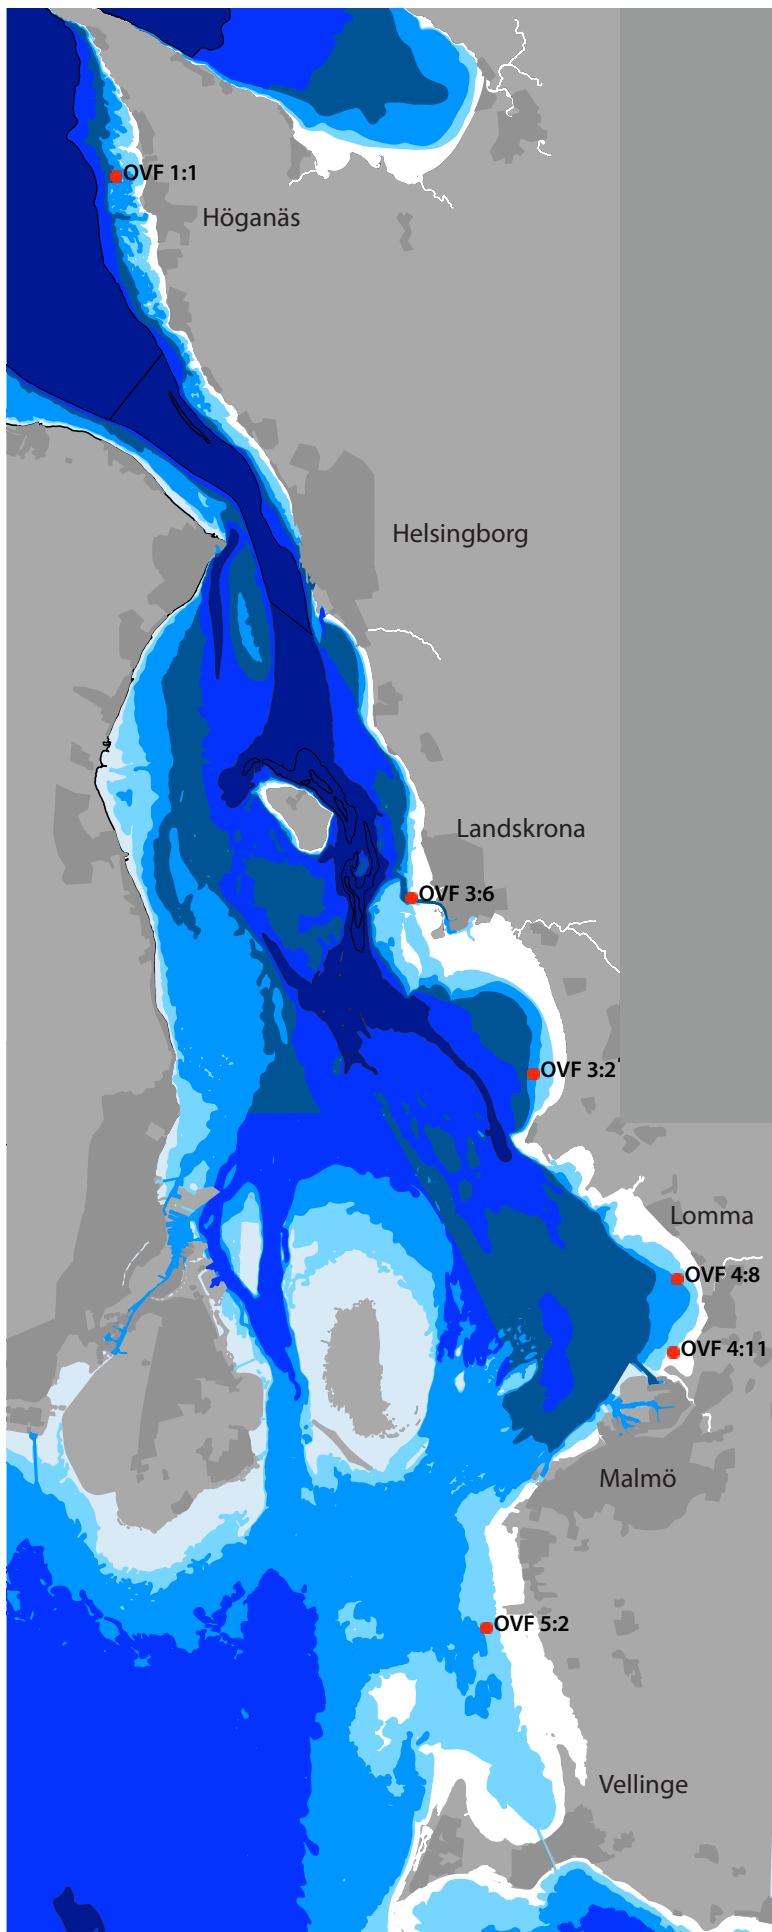 OVF 1:1
Höganäs
Helsingborg
Landskrona
OVF 3:6
OVF 3:2
Lomma
OVF 4:8
OVF 4:11
Malmö
OVF 5:2
Vellinge